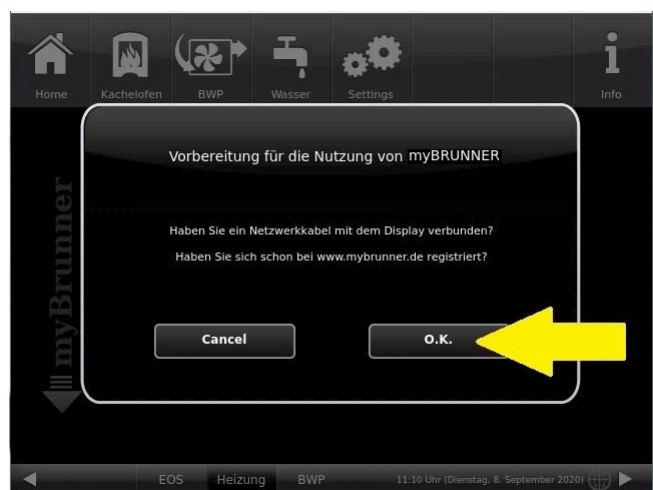 Home Kachelofen BWP Wasser Settings Info
Vorbereitung für die Nutzung von myBRUNNER
Haben Sie ein Netzwerkkabel mit dem Display verbunden?
Haben Sie sich schon bei www.mybrunner.de registriert?
Cancel O.K.
myBrunner
EOS Heizung BWP 11:10 Uhr (Dienstag, 8. September 2020)